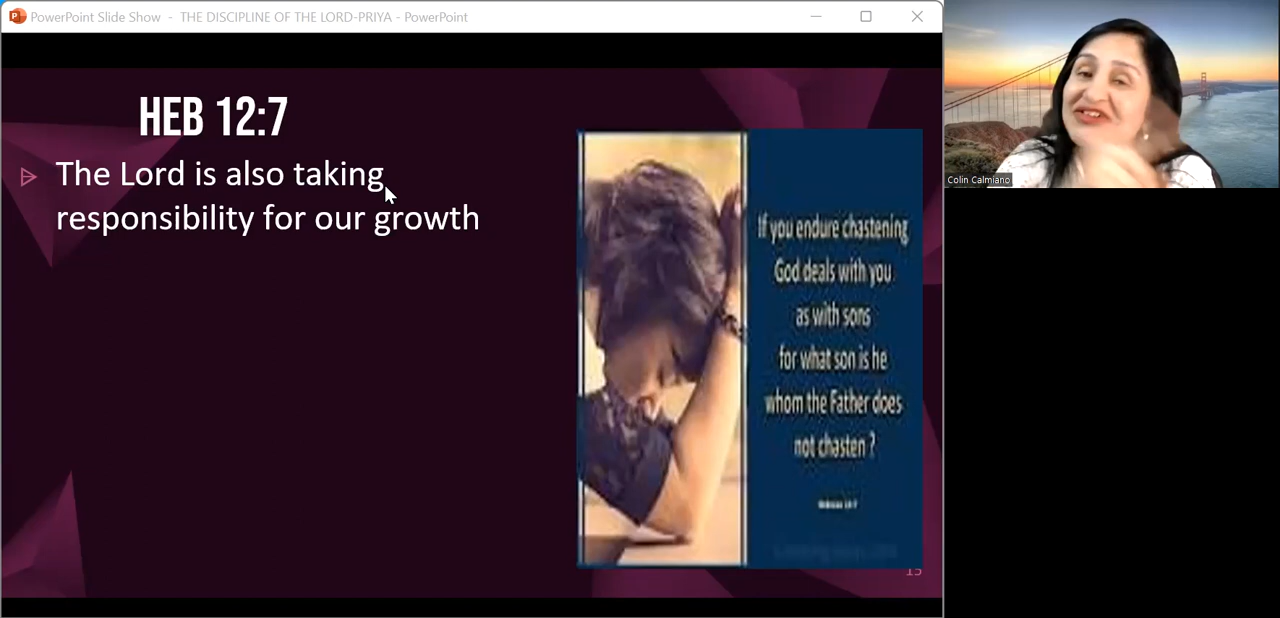 PowerPoint Slide Show - THE DISCIPLINE OF THE LORD-PRIYA - PowerPoint
HEB 12:7
The Lord is also taking
responsibility for our growth
If you endure chastening
God deals with you
as with sons
for what son is he
whom the Father does
not chasten ?
15
Colin Calmiano